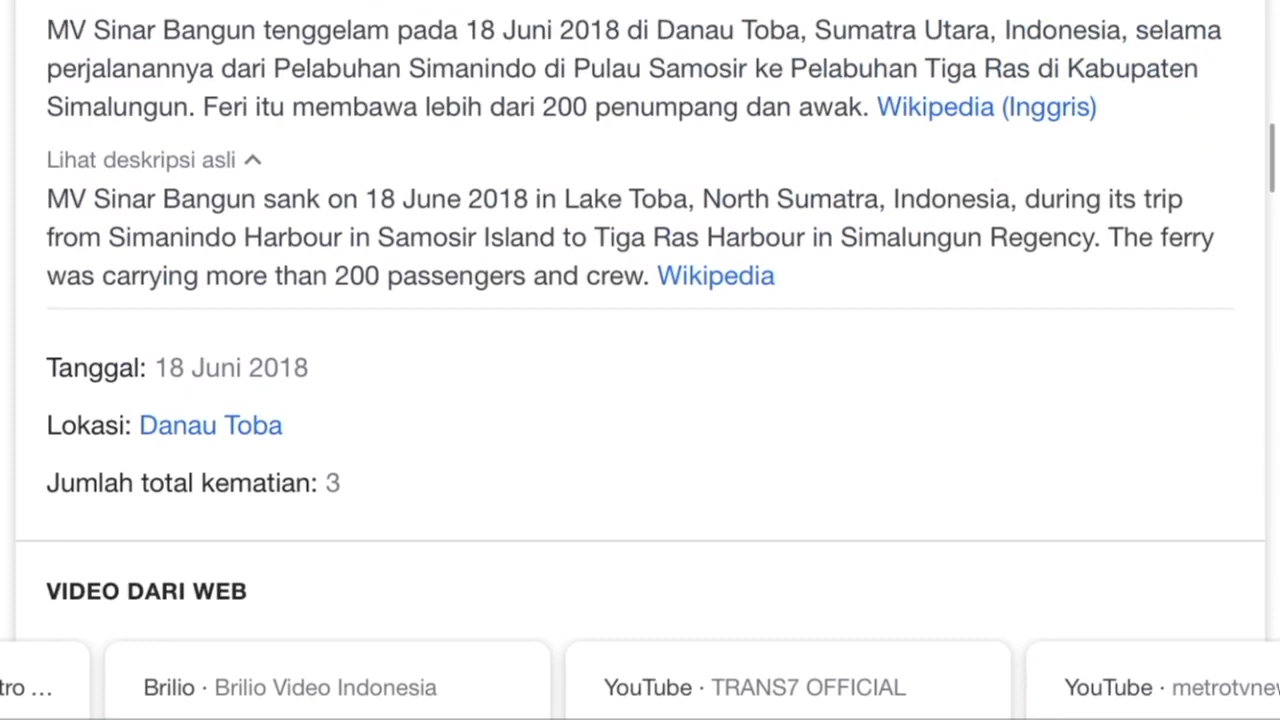 MV Sinar Bangun tenggelam pada 18 Juni 2018 di Danau Toba, Sumatra Utara, Indonesia, selama
perjalanannya dari Pelabuhan Simanindo di Pulau Samosir ke Pelabuhan Tiga Ras di Kabupaten
Simalungun. Feri itu membawa lebih dari 200 penumpang dan awak. Wikipedia (Inggris)
Lihat deskripsi asli
MV Sinar Bangun sank on 18 June 2018 in Lake Toba, North Sumatra, Indonesia, during its trip
from Simanindo Harbour in Samosir Island to Tiga Ras Harbour in Simalungun Regency. The ferry
was carrying more than 200 passengers and crew. Wikipedia
Tanggal: 18 Juni 2018
Lokasi: Danau Toba
Jumlah total kematian: 3
VIDEO DARI WEB
tro ...
Brilio · Brilio Video Indonesia
YouTube · TRANS7 OFFICIAL
YouTube · metrotvne